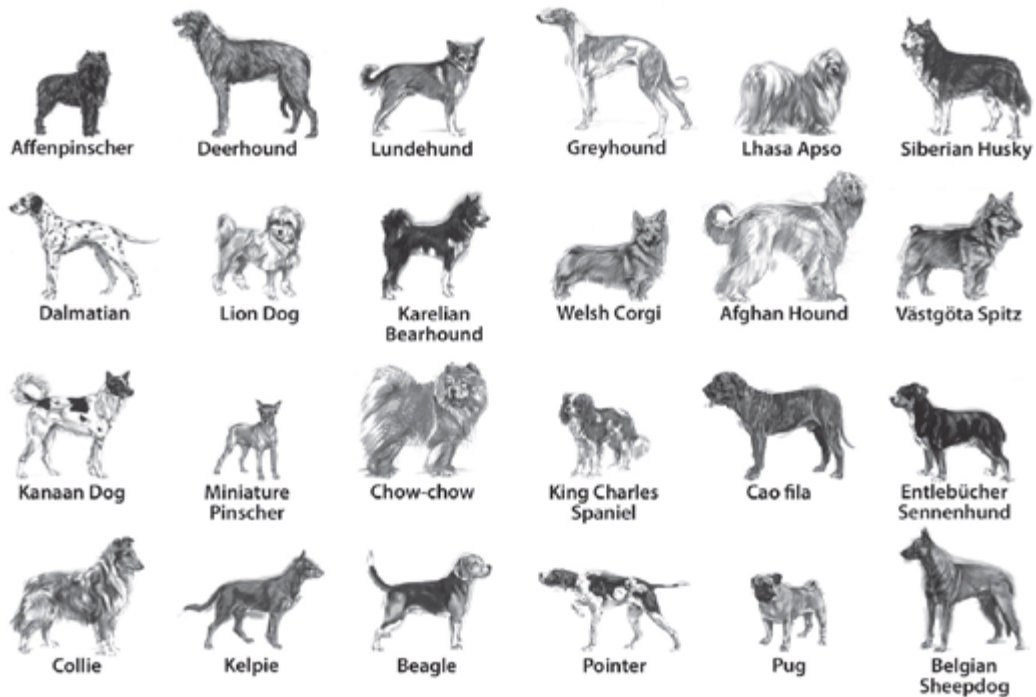 Affenpinscher
Deerhound
Lundehund
Greyhound
Lhasa Apso
Siberian Husky
Dalmatian
Lion Dog
Karelian
Bearhound
Welsh Corgi
Afghan Hound
Västgöta Spitz
Kanaan Dog
Miniature
Pinscher
Chow-chow
King Charles
Spaniel
Cao fila
Entlebücher
Sennenhund
Collie
Kelpie
Beagle
Pointer
Pug
Belgian
Sheepdog